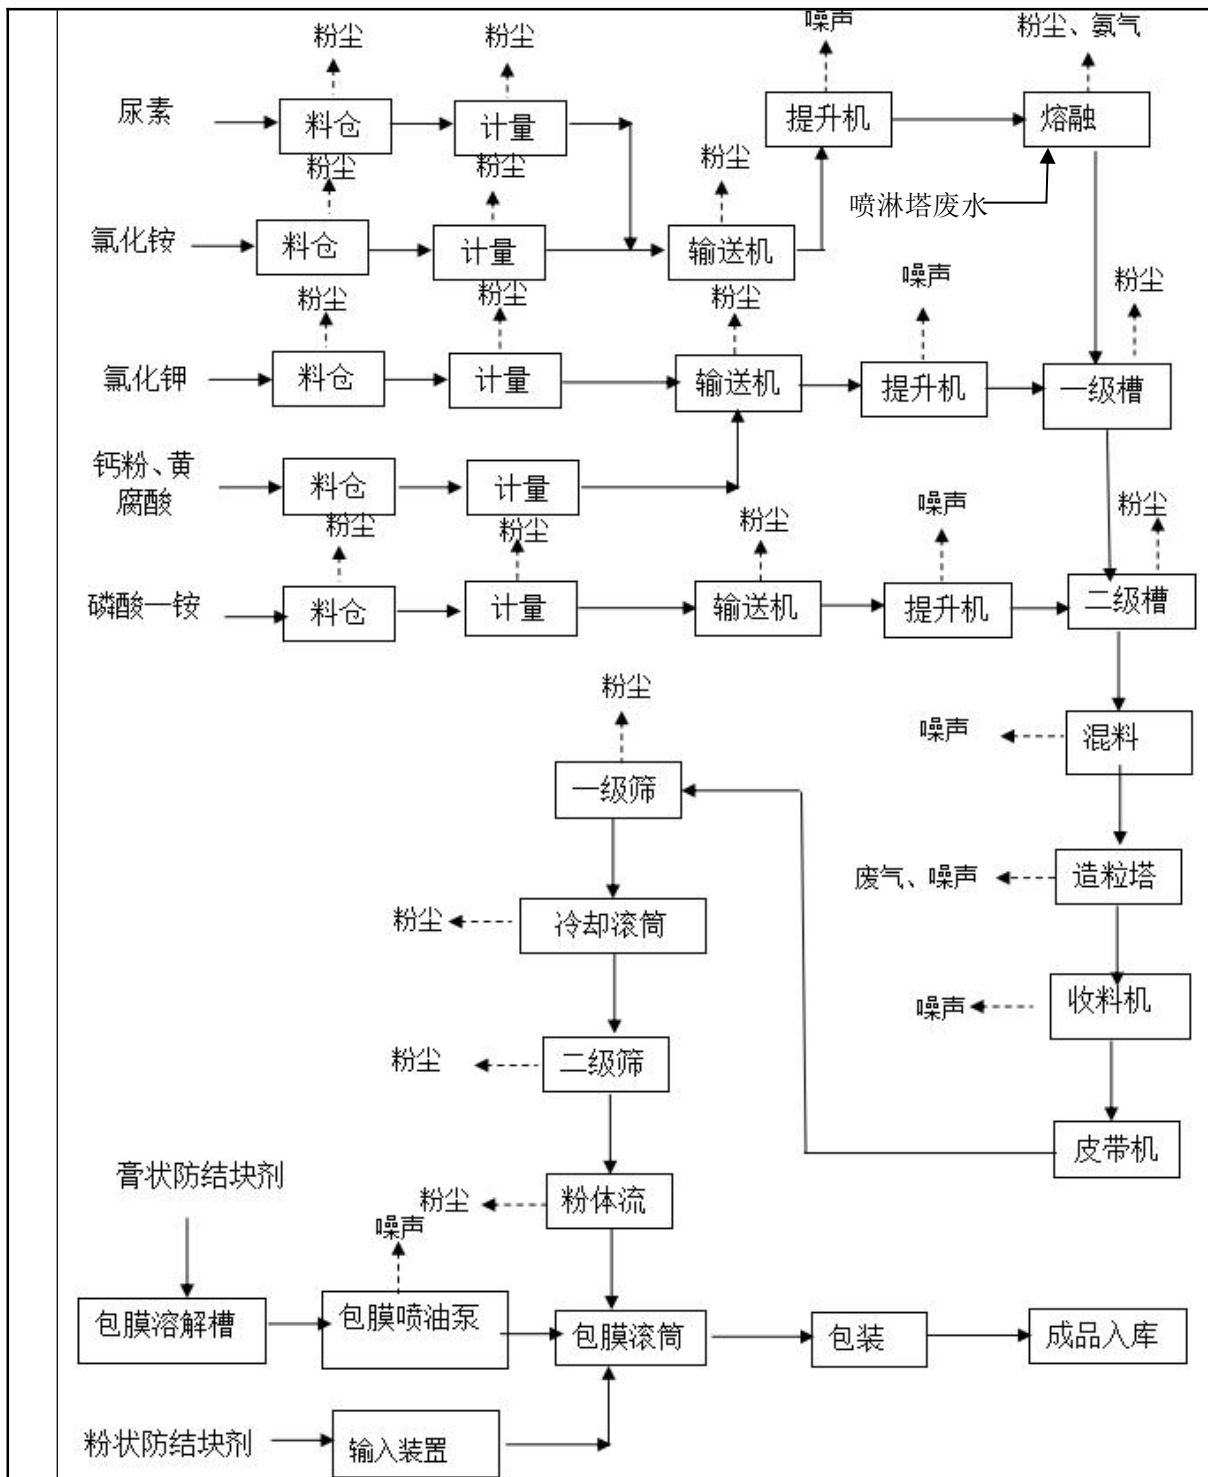 粉尘
粉尘
噪声
粉尘、氨气
尿素
料仓
计量
提升机
熔融
粉尘
粉尘
粉尘
喷淋塔废水
氯化铵
料仓
计量
输送机
粉尘
粉尘
粉尘
噪声
粉尘
氯化钾
料仓
计量
输送机
提升机
一级槽
钙粉、黄
腐酸
料仓
计量
粉尘
粉尘
粉尘
噪声
粉尘
磷酸一铵
料仓
计量
输送机
提升机
二级槽
粉尘
噪声
混料
一级筛
废气、噪声
造粒塔
粉尘
冷却滚筒
噪声
收料机
粉尘
二级筛
皮带机
膏状防结块剂
粉尘
粉体流
噪声
包膜溶解槽
包膜喷油泵
包膜滚筒
包装
成品入库
粉状防结块剂
输入装置